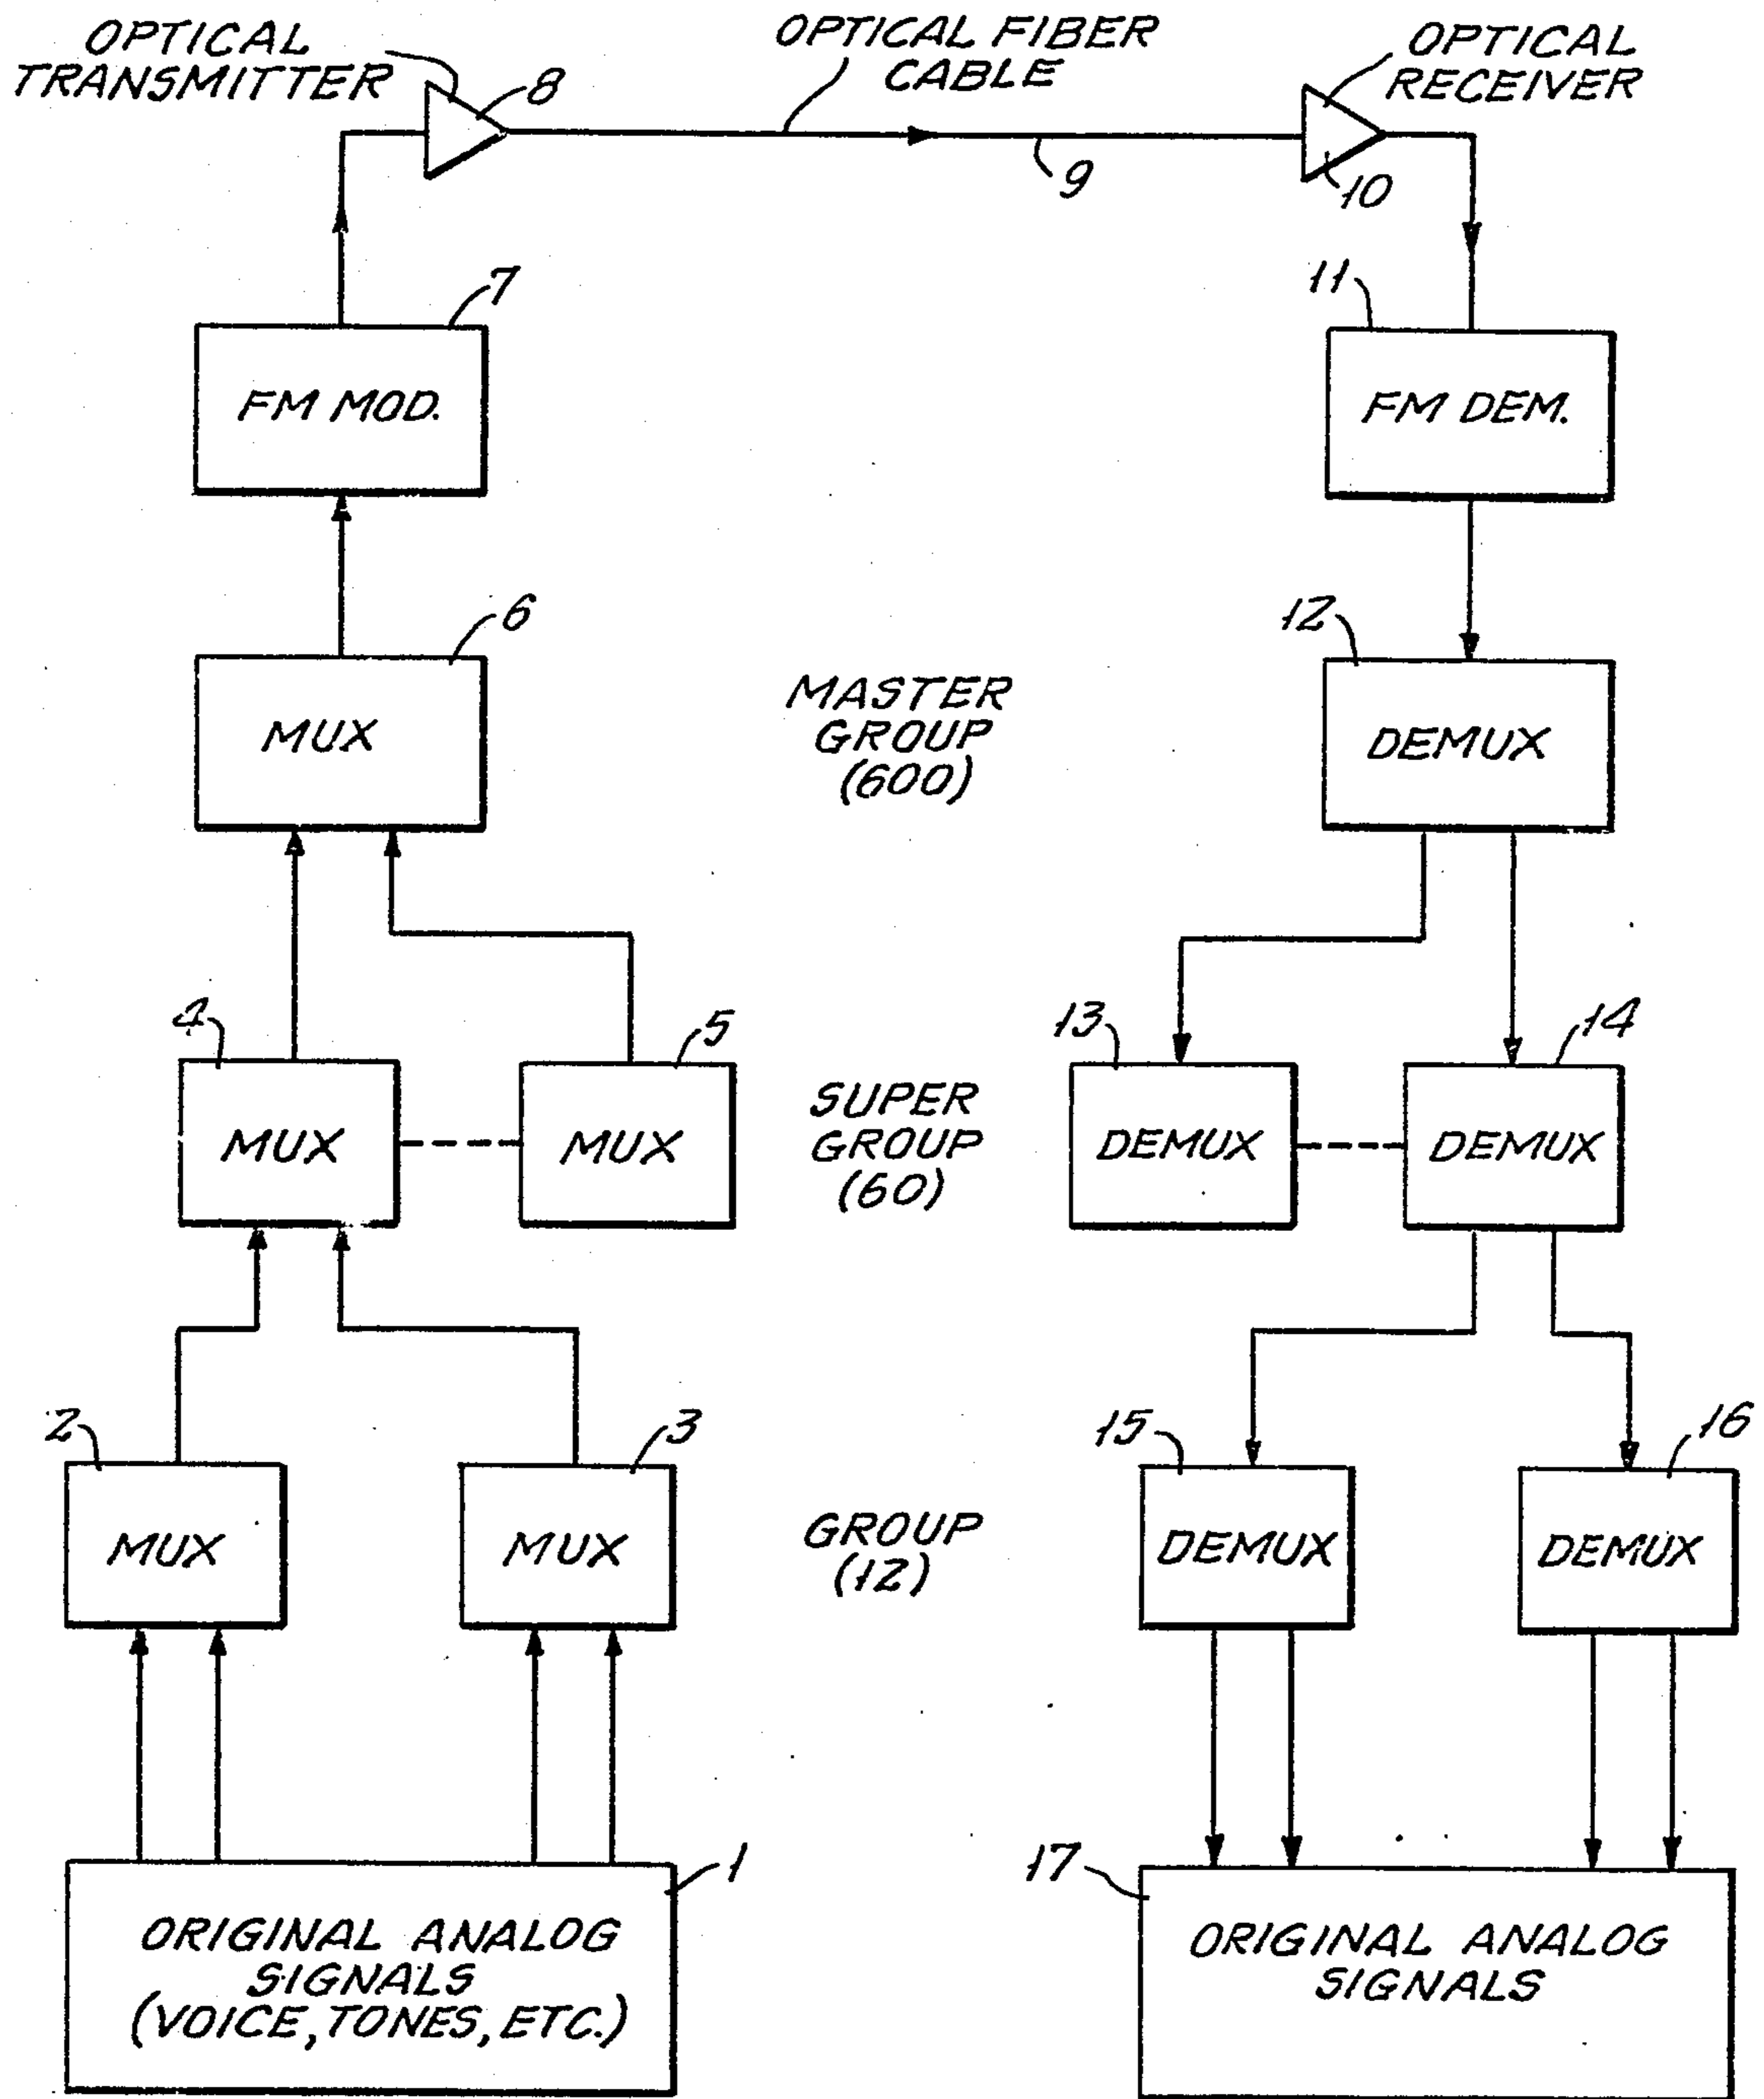 OPTICAL
TRANSMITTER
8
OPTICAL FIBER
CABLE
9
OPTICAL
RECEIVER
10
7
FM MOD.
11
FM DEM.
6
MUX
MASTER
GROUP
(600)
12
DEMUX
4
MUX
5
MUX
SUPER
GROUP
(60)
13
DEMUX
14
DEMUX
2
MUX
3
MUX
GROUP
(12)
15
DEMUX
16
DEMUX
1
ORIGINAL ANALOG
SIGNALS
(VOICE, TONES, ETC.)
17
ORIGINAL ANALOG
SIGNALS